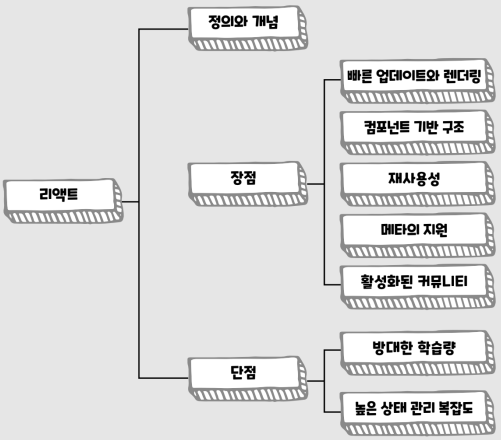 리액트
정의와 개념
장점
빠른 업데이트와 렌더링
컴포넌트 기반 구조
재사용성
메타의 지원
활성화된 커뮤니티
단점
방대한 학습량
높은 상태 관리 복잡도